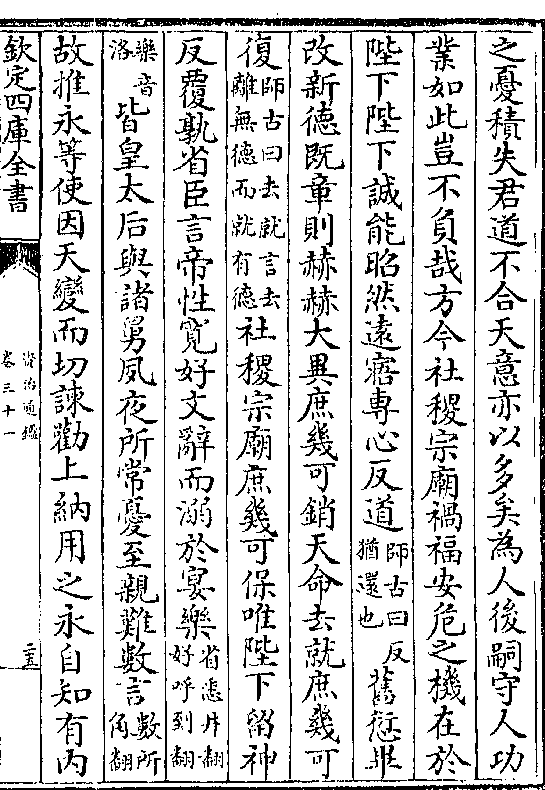 之憂積失君道不合天意亦以多矣為人後嗣守人功
業如此豈不負哉方今社稷宗廟禍福安危之機在於
陛下陛下誠能昭然遠寤專心反道師古曰反猶還也舊愆畢
改新德既章則赫赫大異庶幾可銷天命去就庶幾可
復師古曰去就言去離無德而就有德社稷宗廟庶幾可保唯陛下留神
反覆孰省臣言帝性寛好文辭而溺於宴樂省悉井翻好呼到翻
樂音洛皆皇太后與諸舅夙夜所常憂至親難數言數所角翻
故推永等使因天變而切諫勸上納用之永自知有内
欽定四庫全書
資治通鑑
卷三十一
二十五